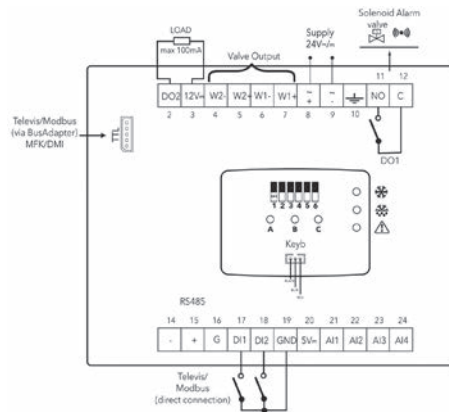 LOAD
max 100mA
Valve Output
Supply
24V~/=
Solenoid Alarm
valve
DO2 12V= W2- W2+ W1- W1+ ~ + ~ - NO C
2 3 4 5 6 7 8 9 10 11 12
DO1
Televis/Modbus
(via BusAdaptor)
MFK/DMI
TTL
1 2 3 4 5 6
A B C
Keyb
RS485
14 15 16 17 18 19 20 21 22 23 24
- + G DI1 DI2 GND 5V= AI1 AI2 AI3 AI4
Televis/
Modbus
(direct connection)